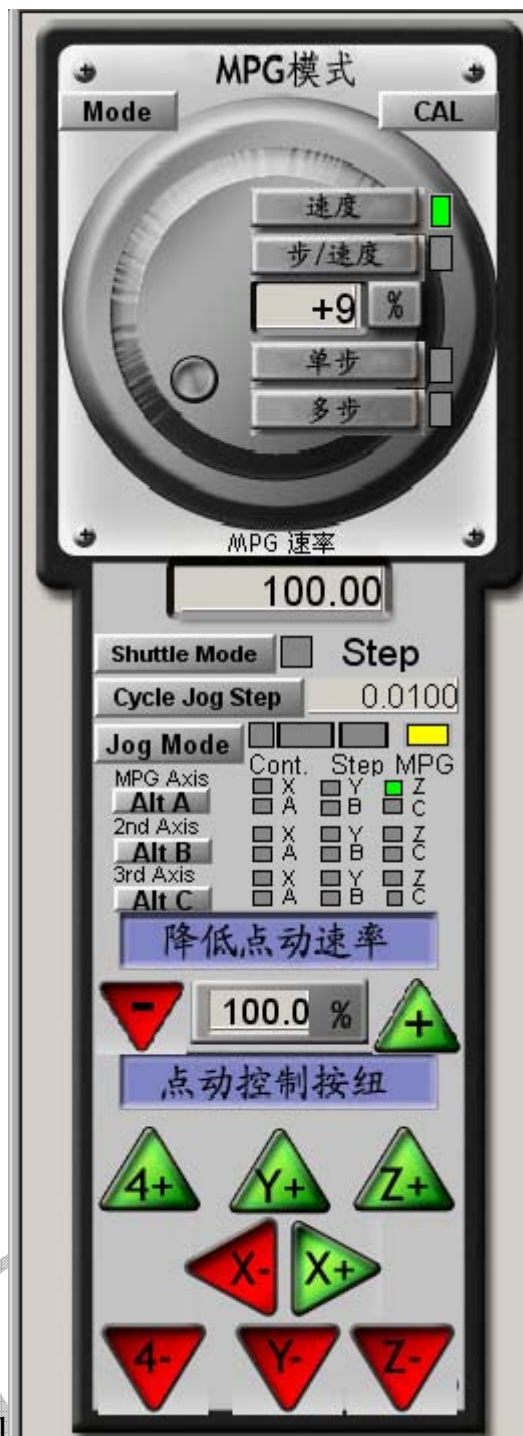 MPG模式
Mode CAL
速度
步/速度
+9 %
单步
多步
MPG 速率
100.00
Shuttle Mode Step
Cycle Jog Step 0.0100
Jog Mode
Cont. Step MPG
MPG Axis X Y Z
Alt A A B C
2nd Axis X Y Z
Alt B A B C
3rd Axis X Y Z
Alt C A B C
降低点动速率
- 100.0 % +
点动控制按钮
4+ Y+ Z+
X- X+
4- Y- Z-